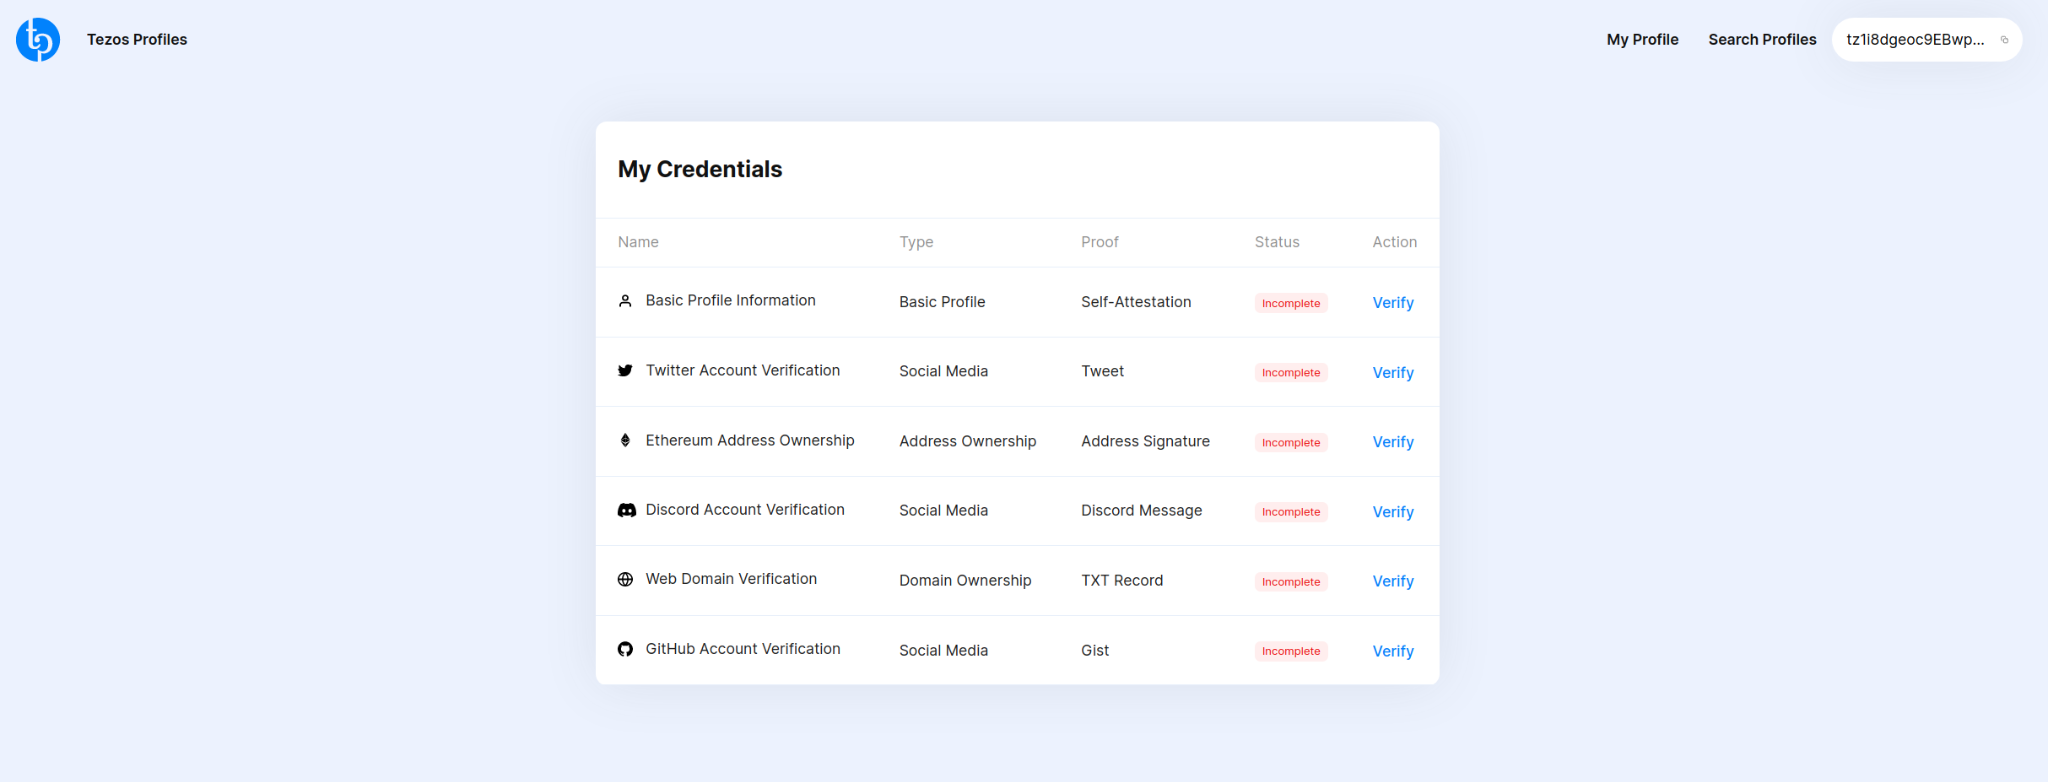 tp Tezos Profiles My Profile Search Profiles tz1i8dgeoc9EBwp...
My Credentials
Name Type Proof Status Action
Basic Profile Information Basic Profile Self-Attestation Incomplete Verify
Twitter Account Verification Social Media Tweet Incomplete Verify
Ethereum Address Ownership Address Ownership Address Signature Incomplete Verify
Discord Account Verification Social Media Discord Message Incomplete Verify
Web Domain Verification Domain Ownership TXT Record Incomplete Verify
GitHub Account Verification Social Media Gist Incomplete Verify